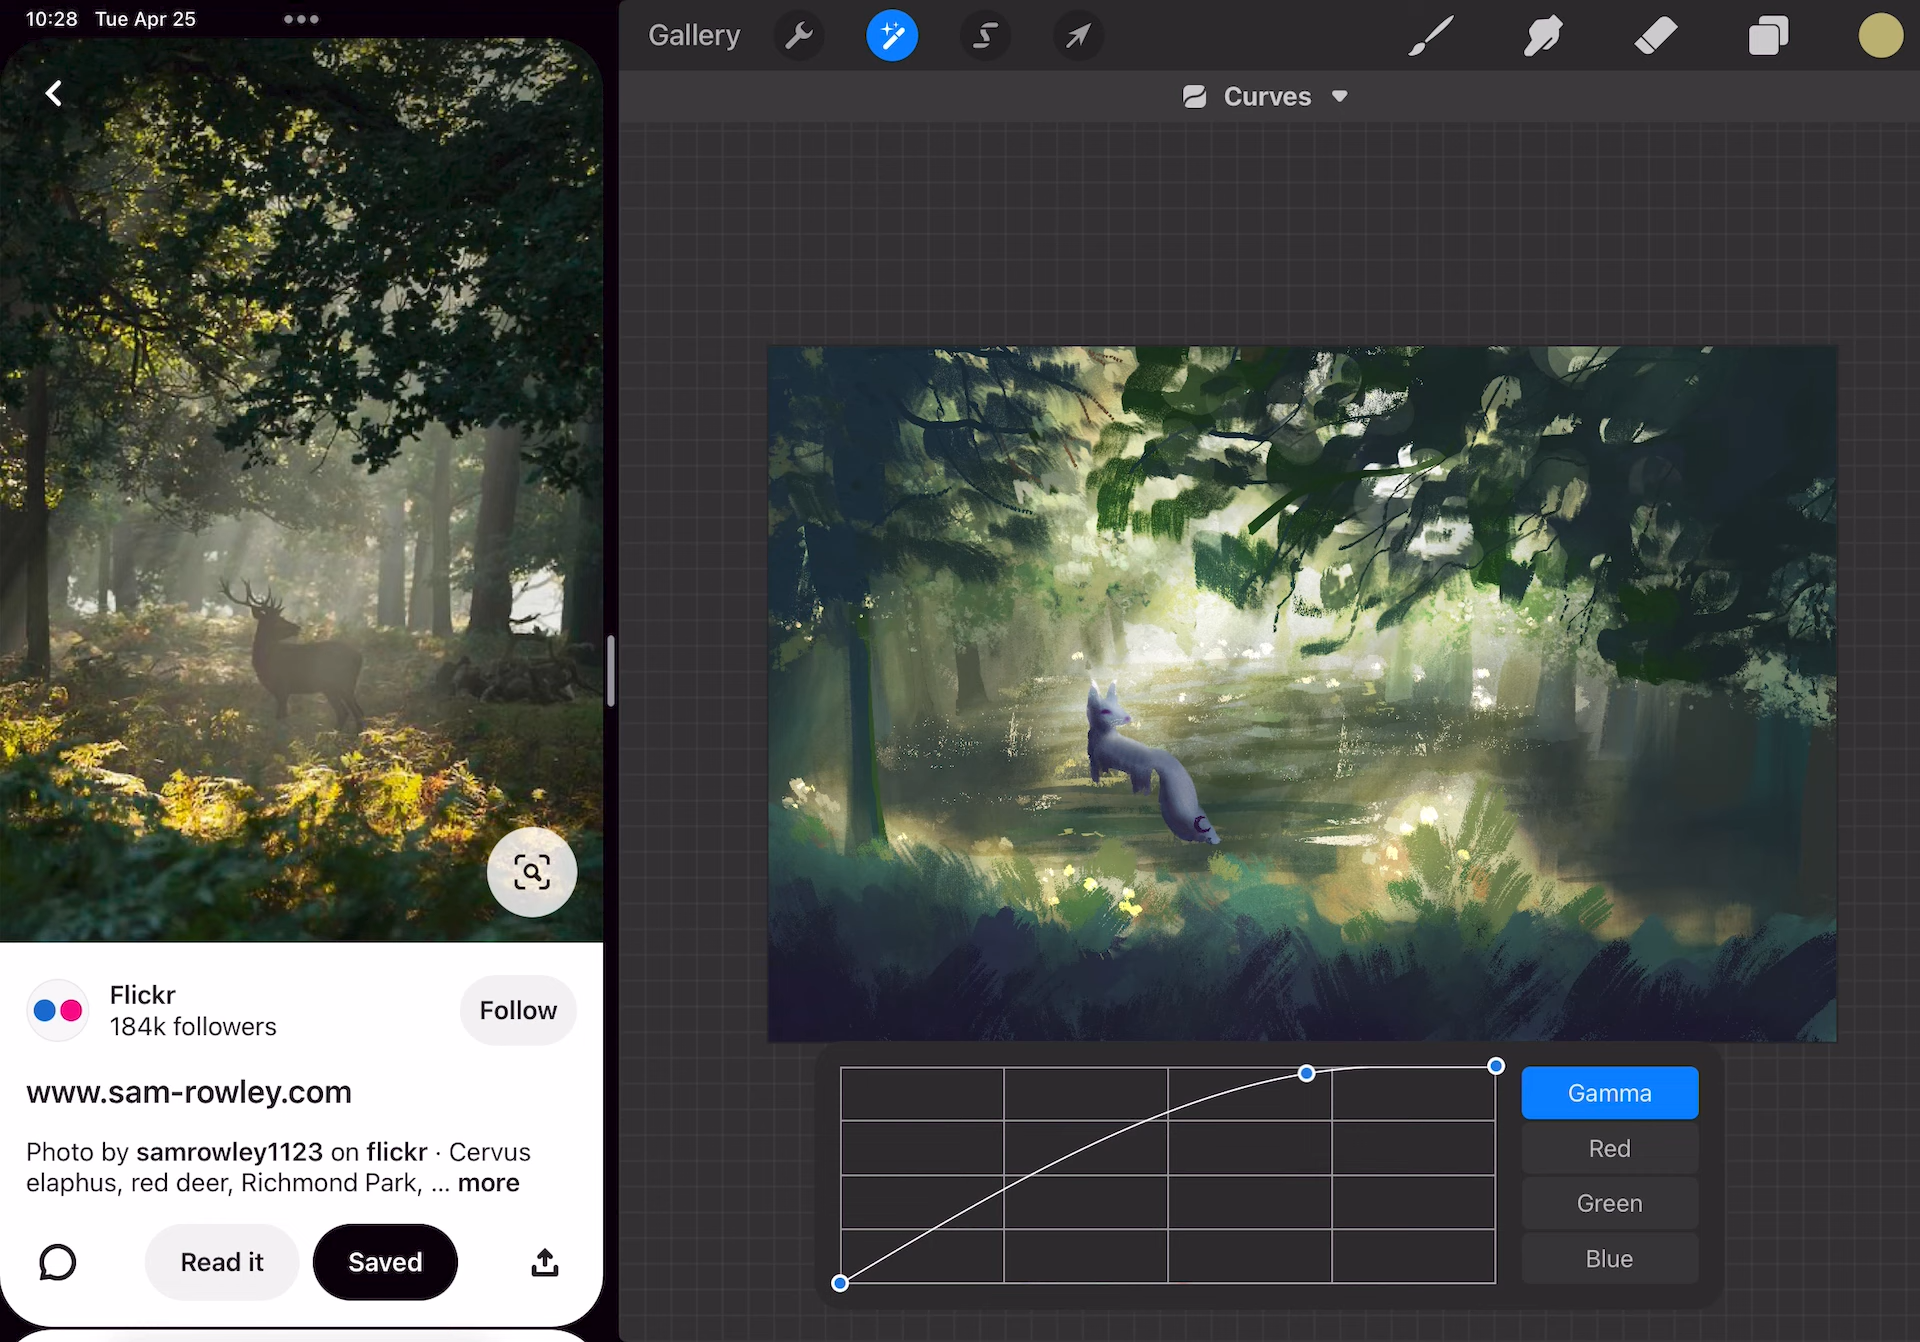 10:28 Tue Apr 25
Flickr
184k followers
Follow
www.sam-rowley.com
Photo by samrowley1123 on flickr · Cervus
elaphus, red deer, Richmond Park, ... more
Read it
Saved
Gallery
Curves
Gamma
Red
Green
Blue